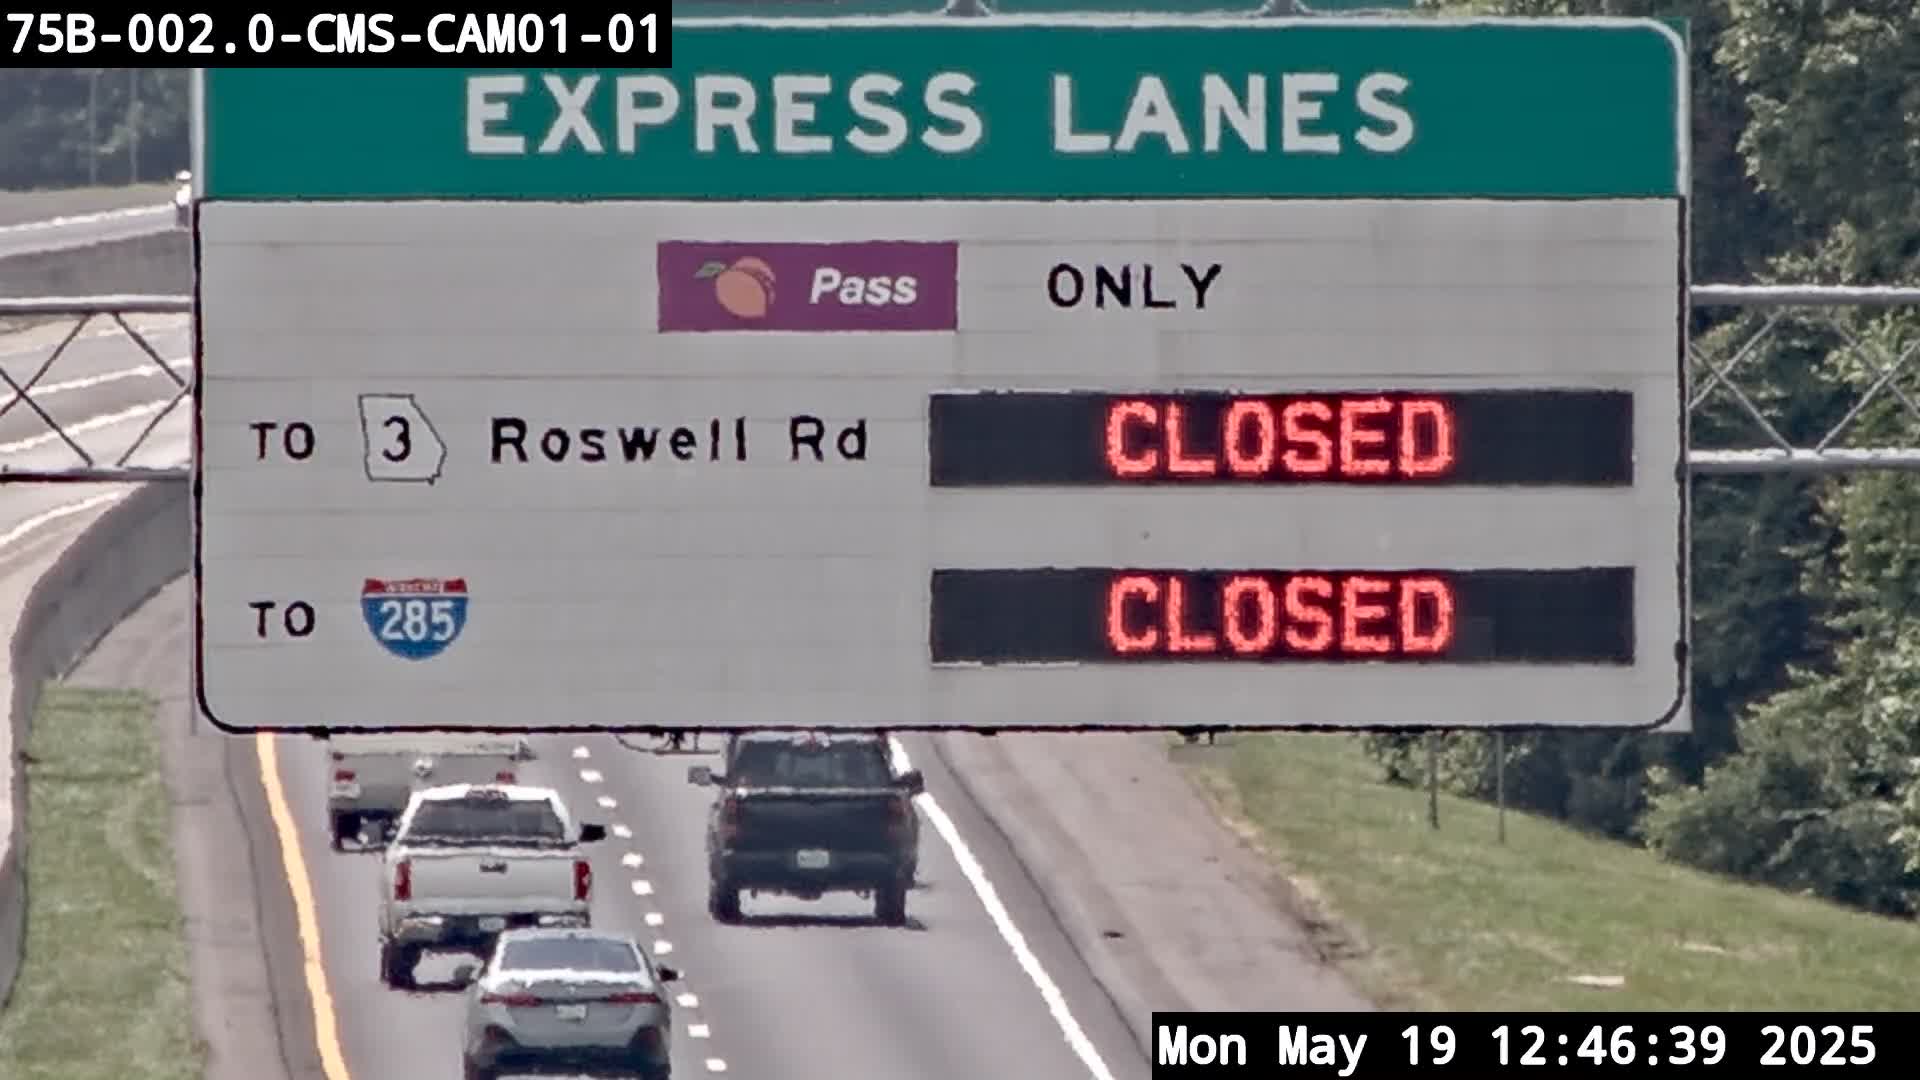 75B-002.0-CMS-CAM01-01
EXPRESS LANES
Pass ONLY
TO 3 Roswell Rd CLOSED
TO INTERSTATE 285 CLOSED
Mon May 19 12:46:39 2025